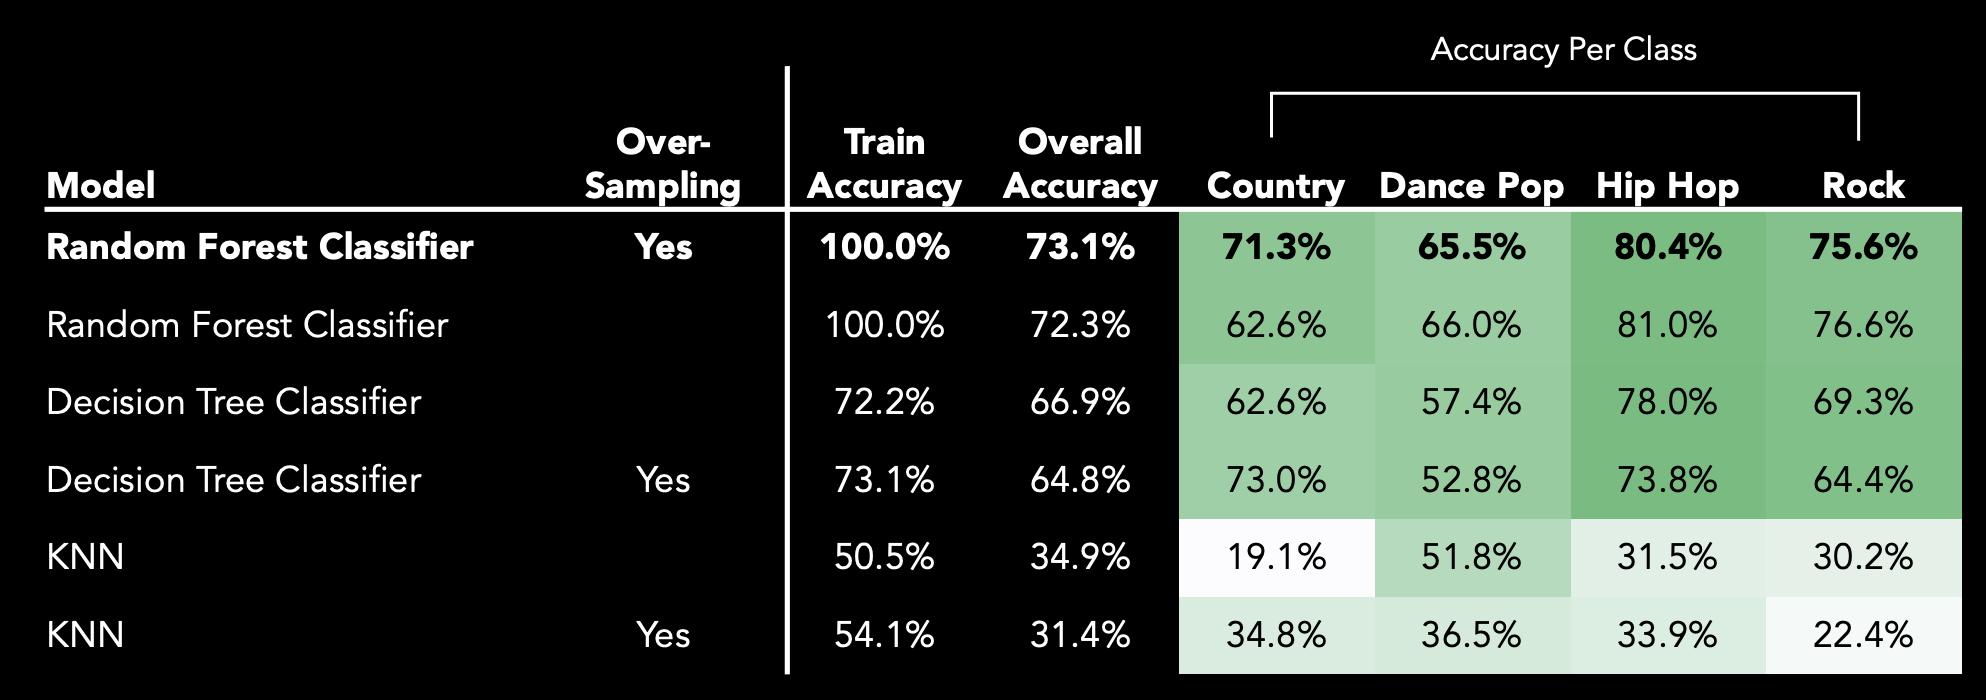 Accuracy Per Class
Over-
Sampling
Train
Accuracy
Overall
Accuracy
Model Country Dance Pop Hip Hop Rock
Random Forest Classifier Yes 100.0% 73.1% 71.3% 65.5% 80.4% 75.6%
Random Forest Classifier 100.0% 72.3% 62.6% 66.0% 81.0% 76.6%
Decision Tree Classifier 72.2% 66.9% 62.6% 57.4% 78.0% 69.3%
Decision Tree Classifier Yes 73.1% 64.8% 73.0% 52.8% 73.8% 64.4%
KNN 50.5% 34.9% 19.1% 51.8% 31.5% 30.2%
KNN Yes 54.1% 31.4% 34.8% 36.5% 33.9% 22.4%